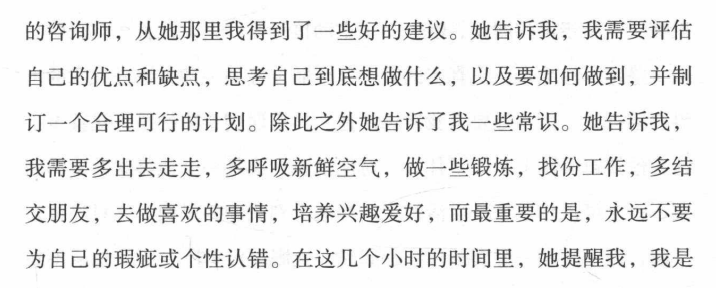 的咨询师，从她那里我得到了一些好的建议。她告诉我，我需要评估
自己的优点和缺点，思考自己到底想做什么，以及要如何做到，并制
订一个合理可行的计划。除此之外她告诉了我一些常识。她告诉我，
我需要多出去走走，多呼吸新鲜空气，做一些锻炼，找份工作，多结
交朋友，去做喜欢的事情，培养兴趣爱好，而最重要的是，永远不要
为自己的瑕疵或个性认错。在这几个小时的时间里，她提醒我，我是